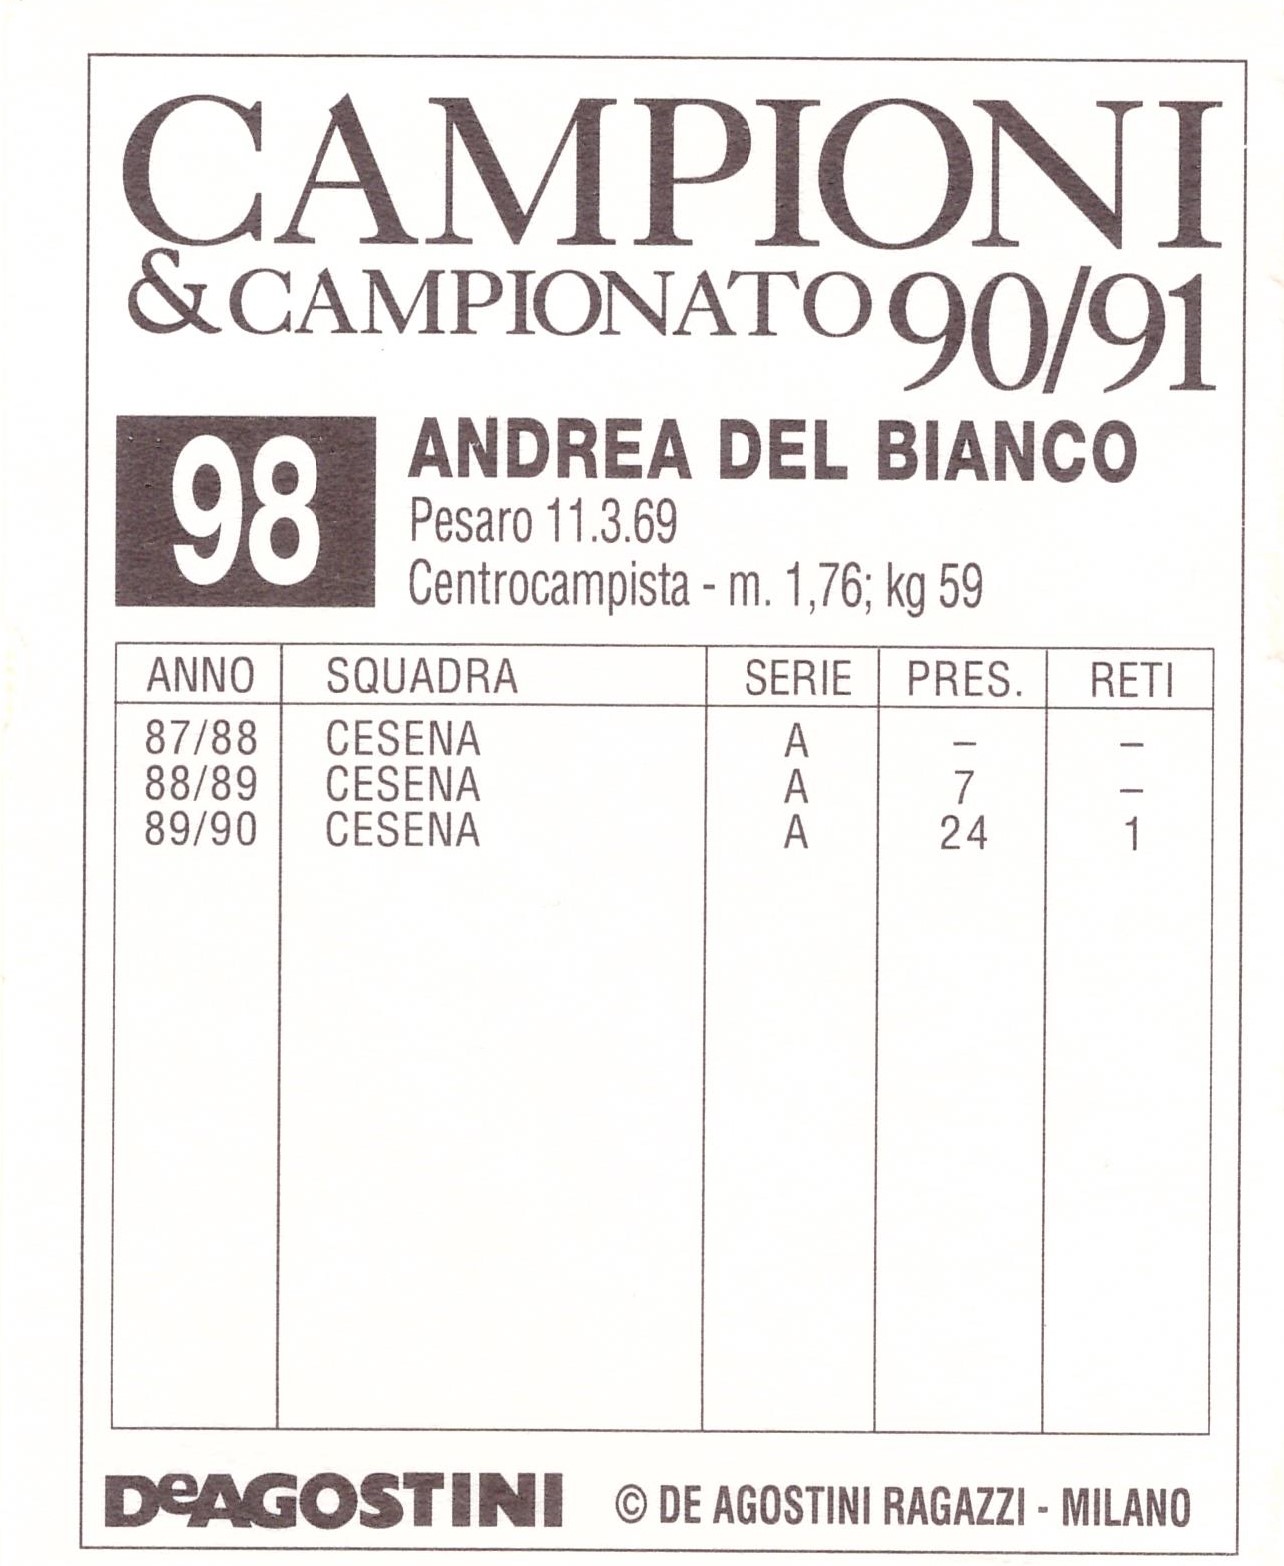 CAMPIONI
& CAMPIONATO 90/91
98
ANDREA DEL BIANCO
Pesaro 11.3.69
Centrocampista - m. 1,76; kg 59
ANNO SQUADRA SERIE PRES. RETI
87/88 CESENA A – –
88/89 CESENA A 7 –
89/90 CESENA A 24 1
DeAGOSTINI © DE AGOSTINI RAGAZZI - MILANO